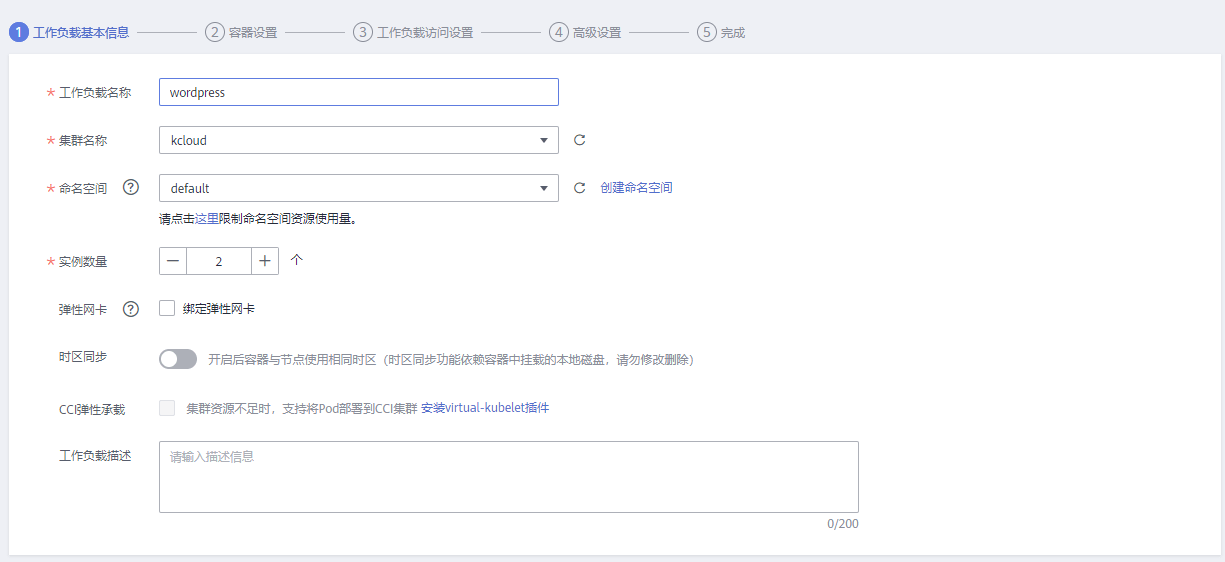 1 工作负载基本信息 2 容器设置 3 工作负载访问设置 4 高级设置 5 完成
* 工作负载名称 wordpress
* 集群名称 kcloud
* 命名空间 ? default 创建命名空间
请点击这里限制命名空间资源使用量。
* 实例数量 — 2 + 个
弹性网卡 ? 绑定弹性网卡
时区同步 开启后容器与节点使用相同时区（时区同步功能依赖容器中挂载的本地磁盘，请勿修改删除）
CCI弹性承载 集群资源不足时，支持将Pod部署到CCI集群 安装virtual-kubelet插件
工作负载描述 请输入描述信息
0/200